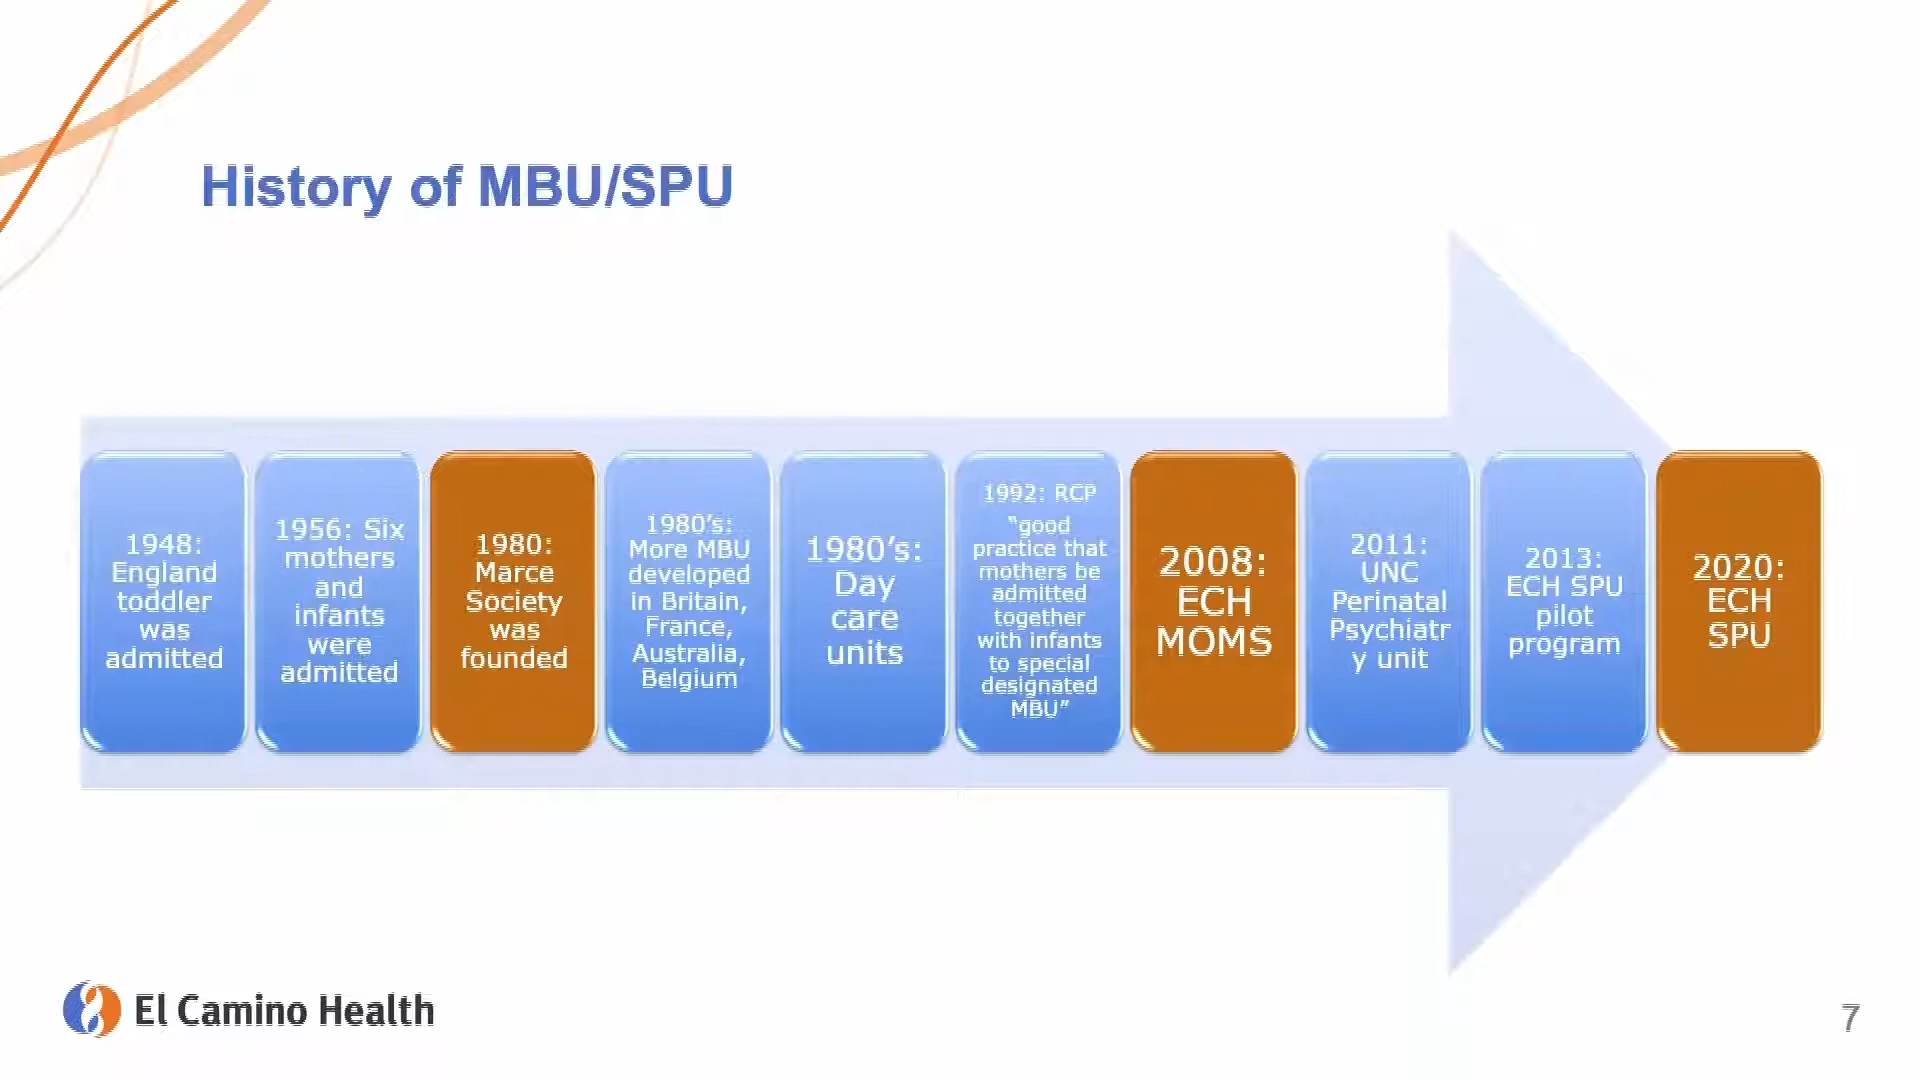 History of MBU/SPU
1948:
England
toddler
was
admitted
1956: Six
mothers
and
infants
were
admitted
1980:
Marce
Society
was
founded
1980’s:
More MBU
developed
in Britain,
France,
Australia,
Belgium
1980’s:
Day
care
units
1992: RCP
“good
practice that
mothers be
admitted
together
with infants
to special
designated
MBU”
2008:
ECH
MOMS
2011:
UNC
Perinatal
Psychiatr
y unit
2013:
ECH SPU
pilot
program
2020:
ECH
SPU
El Camino Health
7